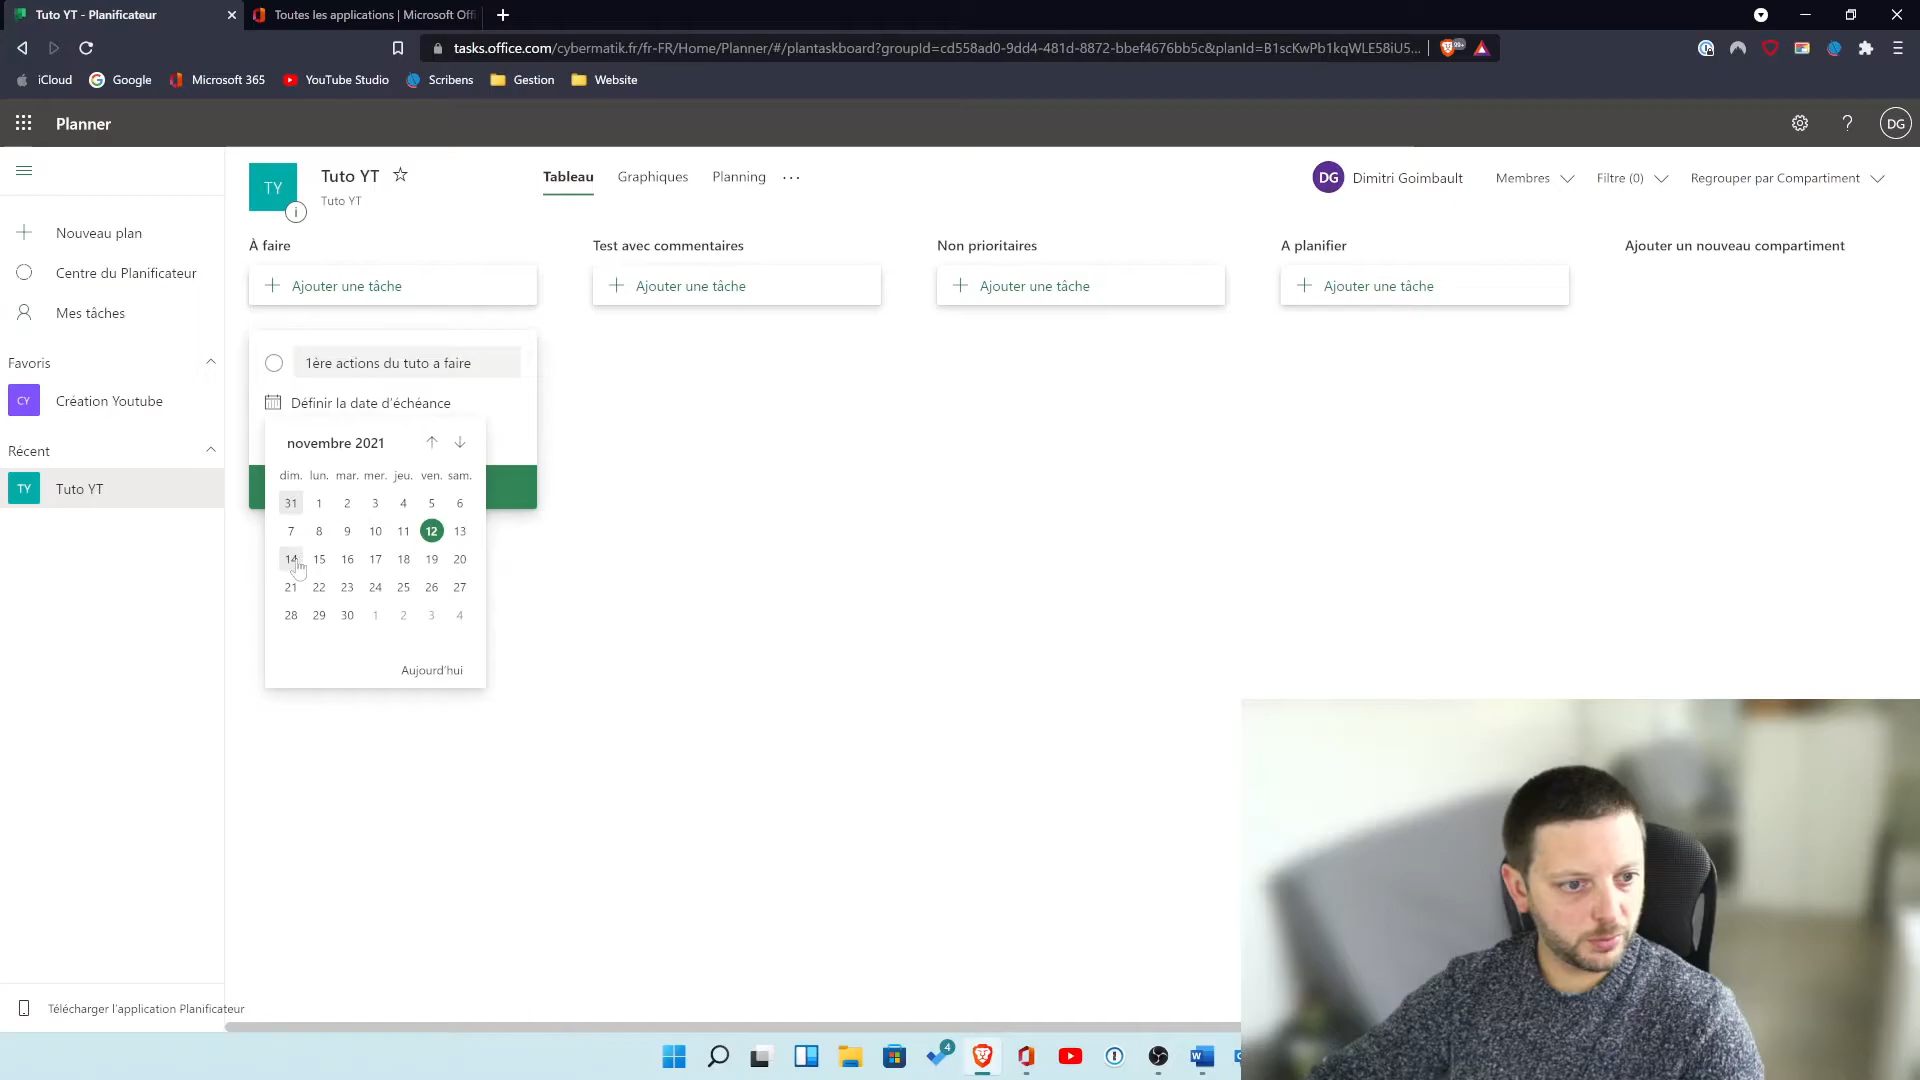 Tuto YT - Planificateur
Toutes les applications | Microsoft Offi
tasks.office.com/cybermatik.fr/fr-FR/Home/Planner/#/plantaskboard?groupId=cd558ad0-9dd4-481d-8872-bbef4676bb5c&planId=B1scKwPb1kqWLE58iU5...
99+
iCloud
Google
Microsoft 365
YouTube Studio
Scribens
Gestion
Website
Planner
DG
TY
Tuto YT
Tuto YT
Tableau
Graphiques
Planning
...
DG
Dimitri Goimbault
Membres
Filtre (0)
Regrouper par Compartiment
Nouveau plan
Centre du Planificateur
Mes tâches
Favoris
CY
Création Youtube
Récent
TY
Tuto YT
À faire
Test avec commentaires
Non prioritaires
A planifier
Ajouter un nouveau compartiment
Ajouter une tâche
Ajouter une tâche
Ajouter une tâche
Ajouter une tâche
1ère actions du tuto a faire
Définir la date d'échéance
novembre 2021
dim. lun. mar. mer. jeu. ven. sam.
31 1 2 3 4 5 6
7 8 9 10 11 12 13
14 15 16 17 18 19 20
21 22 23 24 25 26 27
28 29 30 1 2 3 4
Aujourd'hui
Télécharger l'application Planificateur
4